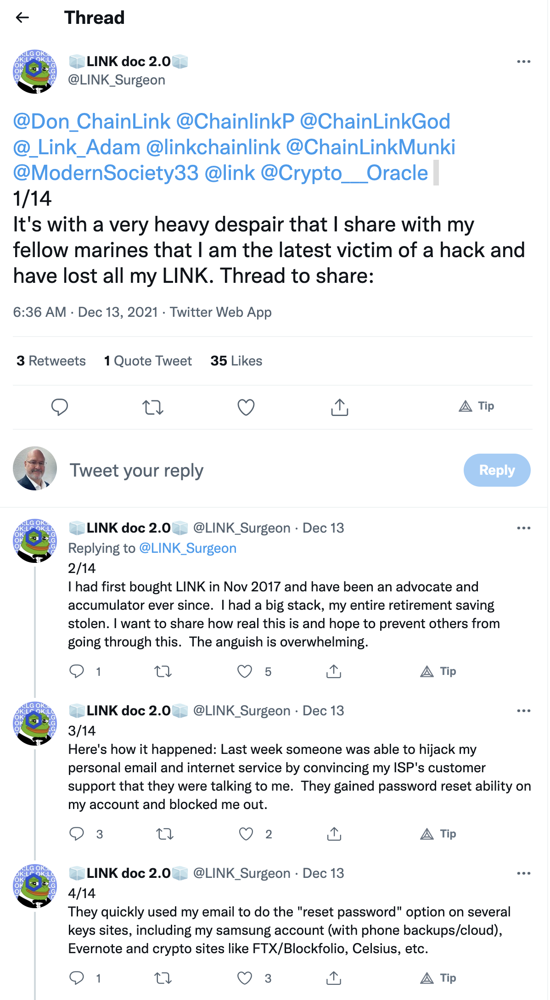 Thread
LINK doc 2.0
@LINK_Surgeon
@Don_ChainLink @ChainlinkP @ChainLinkGod
@_Link_Adam @linkchainlink @ChainLinkMunki
@ModernSociety33 @link @Crypto___Oracle
1/14
It's with a very heavy despair that I share with my
fellow marines that I am the latest victim of a hack and
have lost all my LINK. Thread to share:
6:36 AM · Dec 13, 2021 · Twitter Web App
3 Retweets 1 Quote Tweet 35 Likes
Tip
Tweet your reply
Reply
LINK doc 2.0 @LINK_Surgeon · Dec 13
Replying to @LINK_Surgeon
2/14
I had first bought LINK in Nov 2017 and have been an advocate and
accumulator ever since. I had a big stack, my entire retirement saving
stolen. I want to share how real this is and hope to prevent others from
going through this. The anguish is overwhelming.
1 5 Tip
LINK doc 2.0 @LINK_Surgeon · Dec 13
3/14
Here's how it happened: Last week someone was able to hijack my
personal email and internet service by convincing my ISP's customer
support that they were talking to me. They gained password reset ability on
my account and blocked me out.
3 2 Tip
LINK doc 2.0 @LINK_Surgeon · Dec 13
4/14
They quickly used my email to do the "reset password" option on several
keys sites, including my samsung account (with phone backups/cloud),
Evernote and crypto sites like FTX/Blockfolio, Celsius, etc.
1 3 Tip